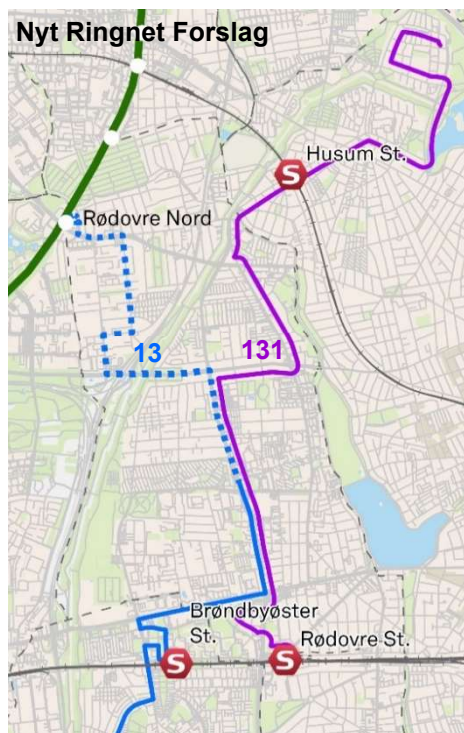 Nyt Ringnet Forslag
Husum St.
Rødovre Nord
13
131
Brøndbyøster
St.
Rødovre St.
S
S
S